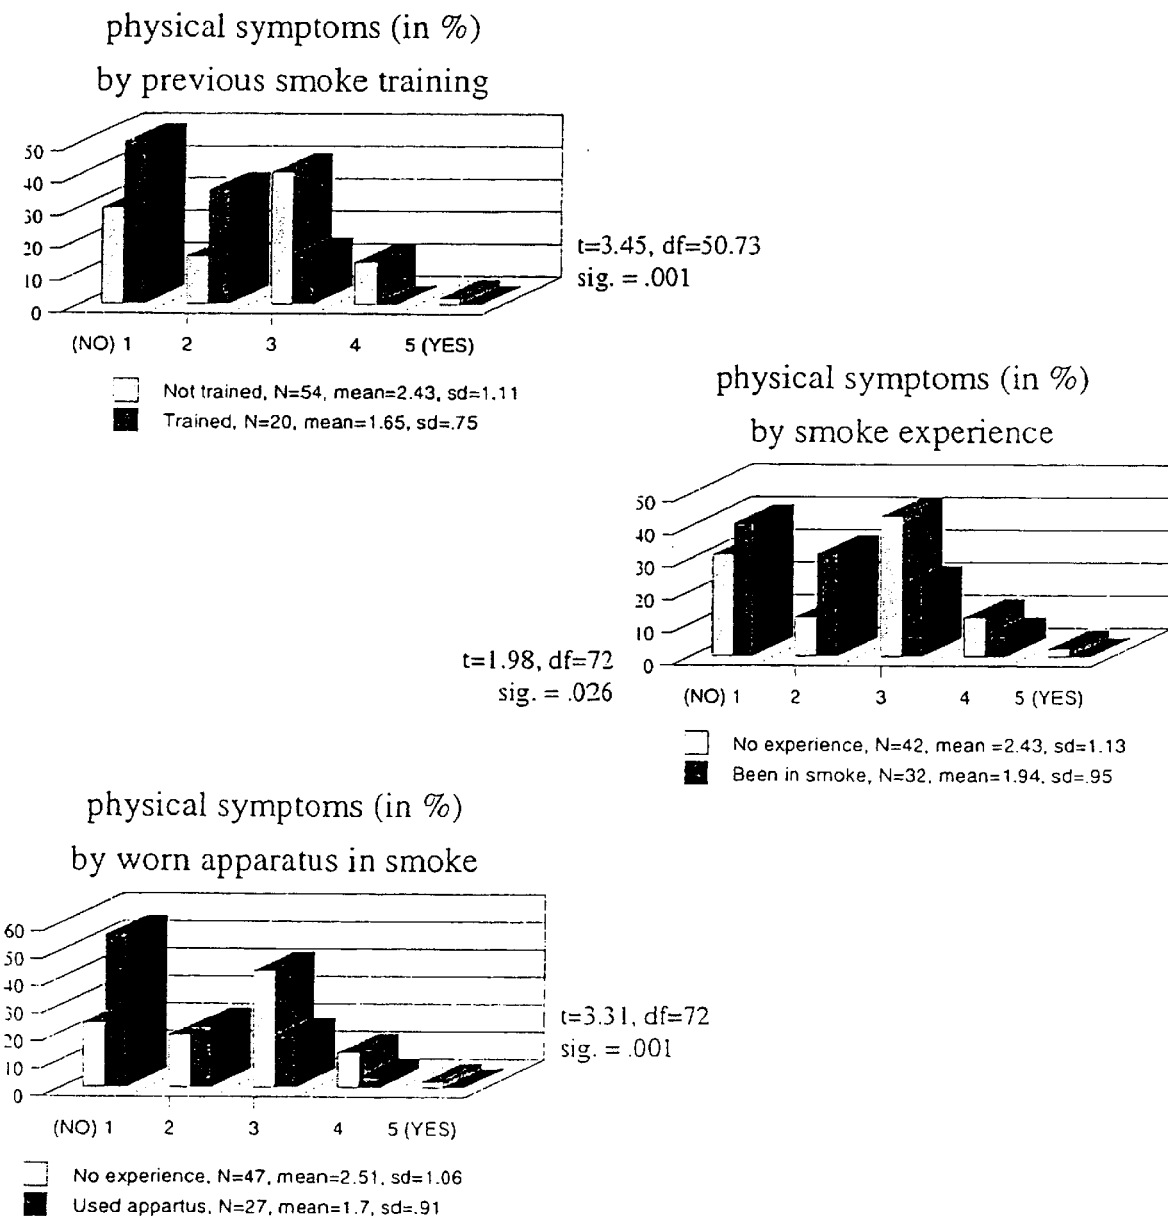 physical symptoms (in %)
by previous smoke training
50
40
30
20
10
0
(NO) 1 2 3 4 5 (YES)
t=3.45, df=50.73
sig. = .001
Not trained, N=54, mean=2.43, sd=1.11
Trained, N=20, mean=1.65, sd=.75
physical symptoms (in %)
by smoke experience
50
40
30
20
10
0
(NO) 1 2 3 4 5 (YES)
t=1.98, df=72
sig. = .026
No experience, N=42, mean =2.43, sd=1.13
Been in smoke, N=32, mean=1.94, sd=.95
physical symptoms (in %)
by worn apparatus in smoke
60
50
40
30
20
10
0
(NO) 1 2 3 4 5 (YES)
t=3.31, df=72
sig. = .001
No experience, N=47, mean=2.51, sd=1.06
Used appartus, N=27, mean=1.7, sd=.91